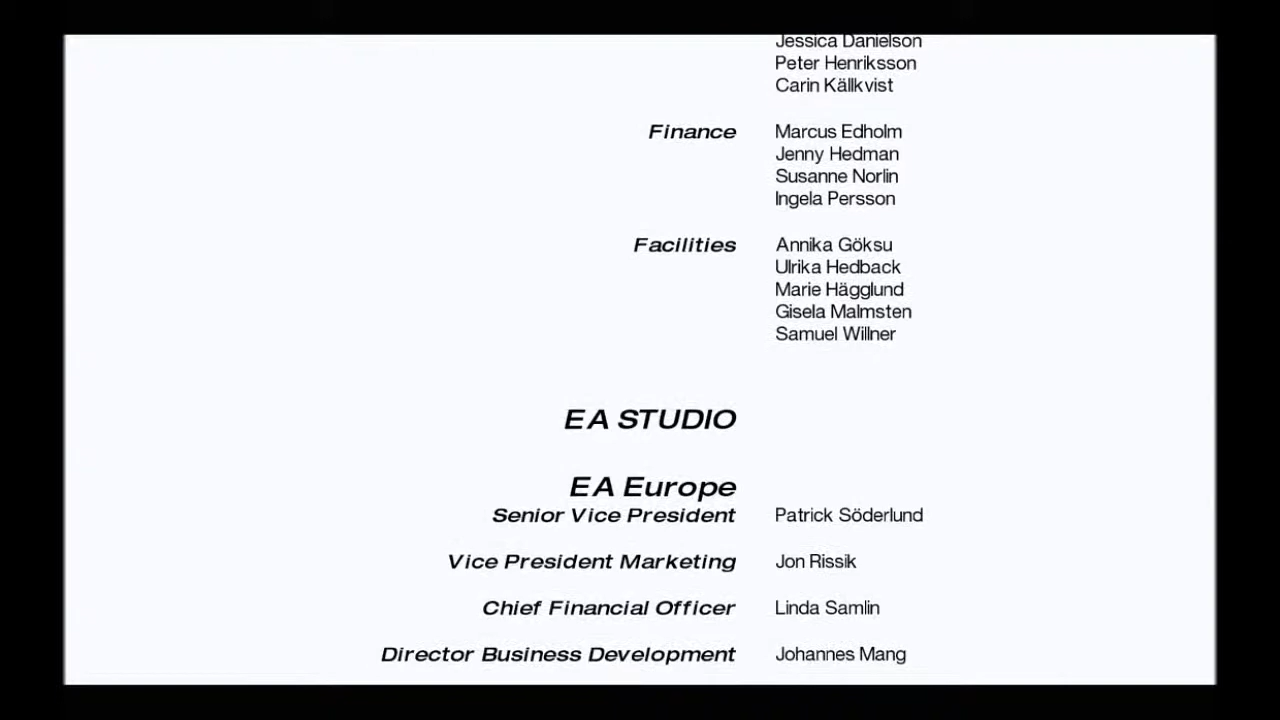 Jessica Danielson
Peter Henriksson
Carin Källkvist
Finance Marcus Edholm
Jenny Hedman
Susanne Norlin
Ingela Persson
Facilities Annika Göksu
Ulrika Hedback
Marie Hägglund
Gisela Malmsten
Samuel Willner
EA STUDIO
EA Europe
Senior Vice President Patrick Söderlund
Vice President Marketing Jon Rissik
Chief Financial Officer Linda Samlin
Director Business Development Johannes Mang